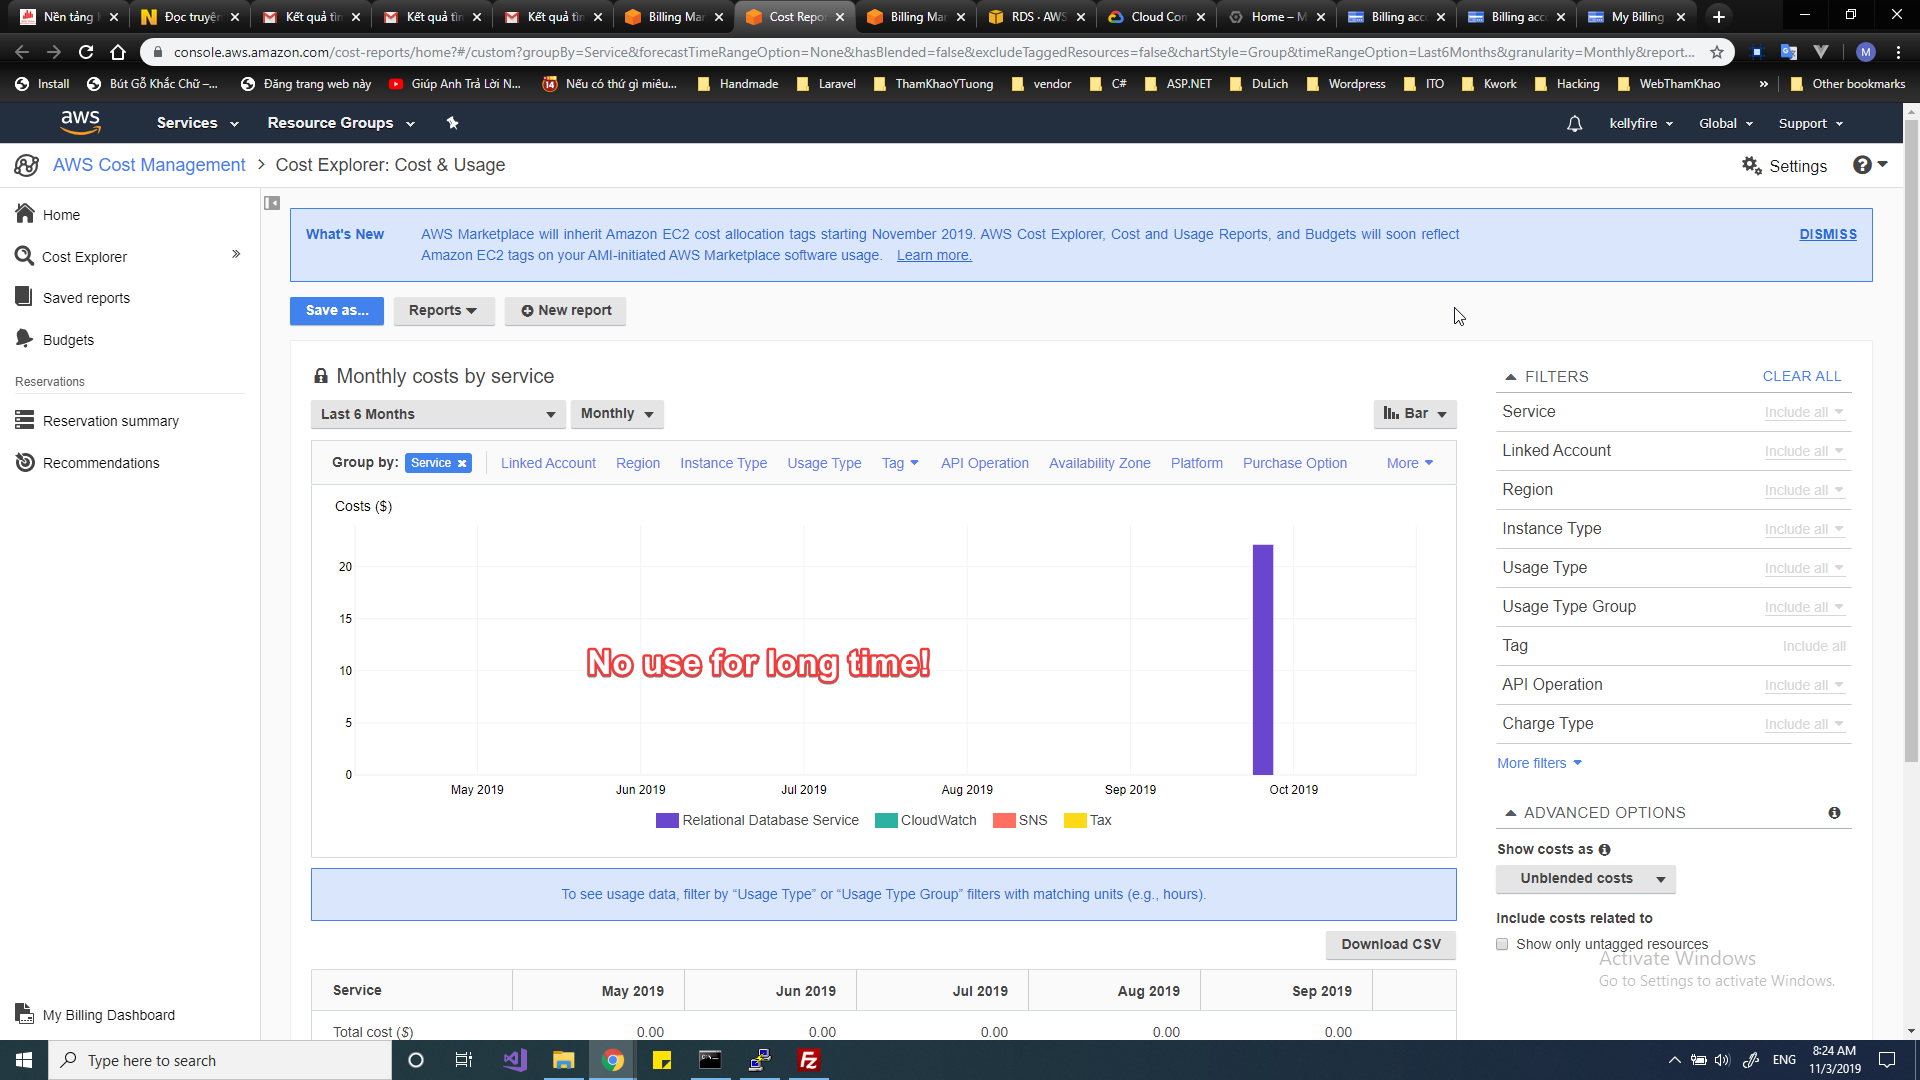 Nền tảng
Đọc truyện
Kết quả tìn
Kết quả tìn
Kết quả tìn
Billing Ma
Cost Repo
Billing Mar
RDS · AWS
Cloud Con
Home – M
Billing acc
Billing acc
My Billing
console.aws.amazon.com/cost-reports/home?#/custom?groupBy=Service&forecastTimeRangeOption=None&hasBlended=false&excludeTaggedResources=false&chartStyle=Group&timeRangeOption=Last6Months&granularity=Monthly&report...
M
Install
Bút Gỗ Khắc Chữ –...
Đăng trang web này
Giúp Anh Trả Lời N...
14
Nếu có thứ gì miêu...
Handmade
Laravel
ThamKhaoYTuong
vendor
C#
ASP.NET
DuLich
Wordpress
ITO
Kwork
Hacking
WebThamKhao
»
Other bookmarks
aws
Services
Resource Groups
kellyfire
Global
Support
AWS Cost Management > Cost Explorer: Cost & Usage
Settings
Home
Cost Explorer
Saved reports
Budgets
Reservations
Reservation summary
Recommendations
My Billing Dashboard
What's New
AWS Marketplace will inherit Amazon EC2 cost allocation tags starting November 2019. AWS Cost Explorer, Cost and Usage Reports, and Budgets will soon reflect
Amazon EC2 tags on your AMI-initiated AWS Marketplace software usage. Learn more.
DISMISS
Save as...
Reports
New report
Monthly costs by service
Last 6 Months
Monthly
Bar
Group by: Service × Linked Account Region Instance Type Usage Type Tag API Operation Availability Zone Platform Purchase Option More
Costs ($)
20
15
10
5
0
No use for long time!
May 2019
Jun 2019
Jul 2019
Aug 2019
Sep 2019
Oct 2019
Relational Database Service
CloudWatch
SNS
Tax
To see usage data, filter by “Usage Type” or “Usage Type Group” filters with matching units (e.g., hours).
Download CSV
Service May 2019 Jun 2019 Jul 2019 Aug 2019 Sep 2019
Total cost ($) 0.00 0.00 0.00 0.00 0.00
FILTERS
CLEAR ALL
Service Include all
Linked Account Include all
Region Include all
Instance Type Include all
Usage Type Include all
Usage Type Group Include all
Tag Include all
API Operation Include all
Charge Type Include all
More filters
ADVANCED OPTIONS
Show costs as
Unblended costs
Include costs related to
Show only untagged resources
Activate Windows
Go to Settings to activate Windows.
Type here to search
ENG
8:24 AM
11/3/2019